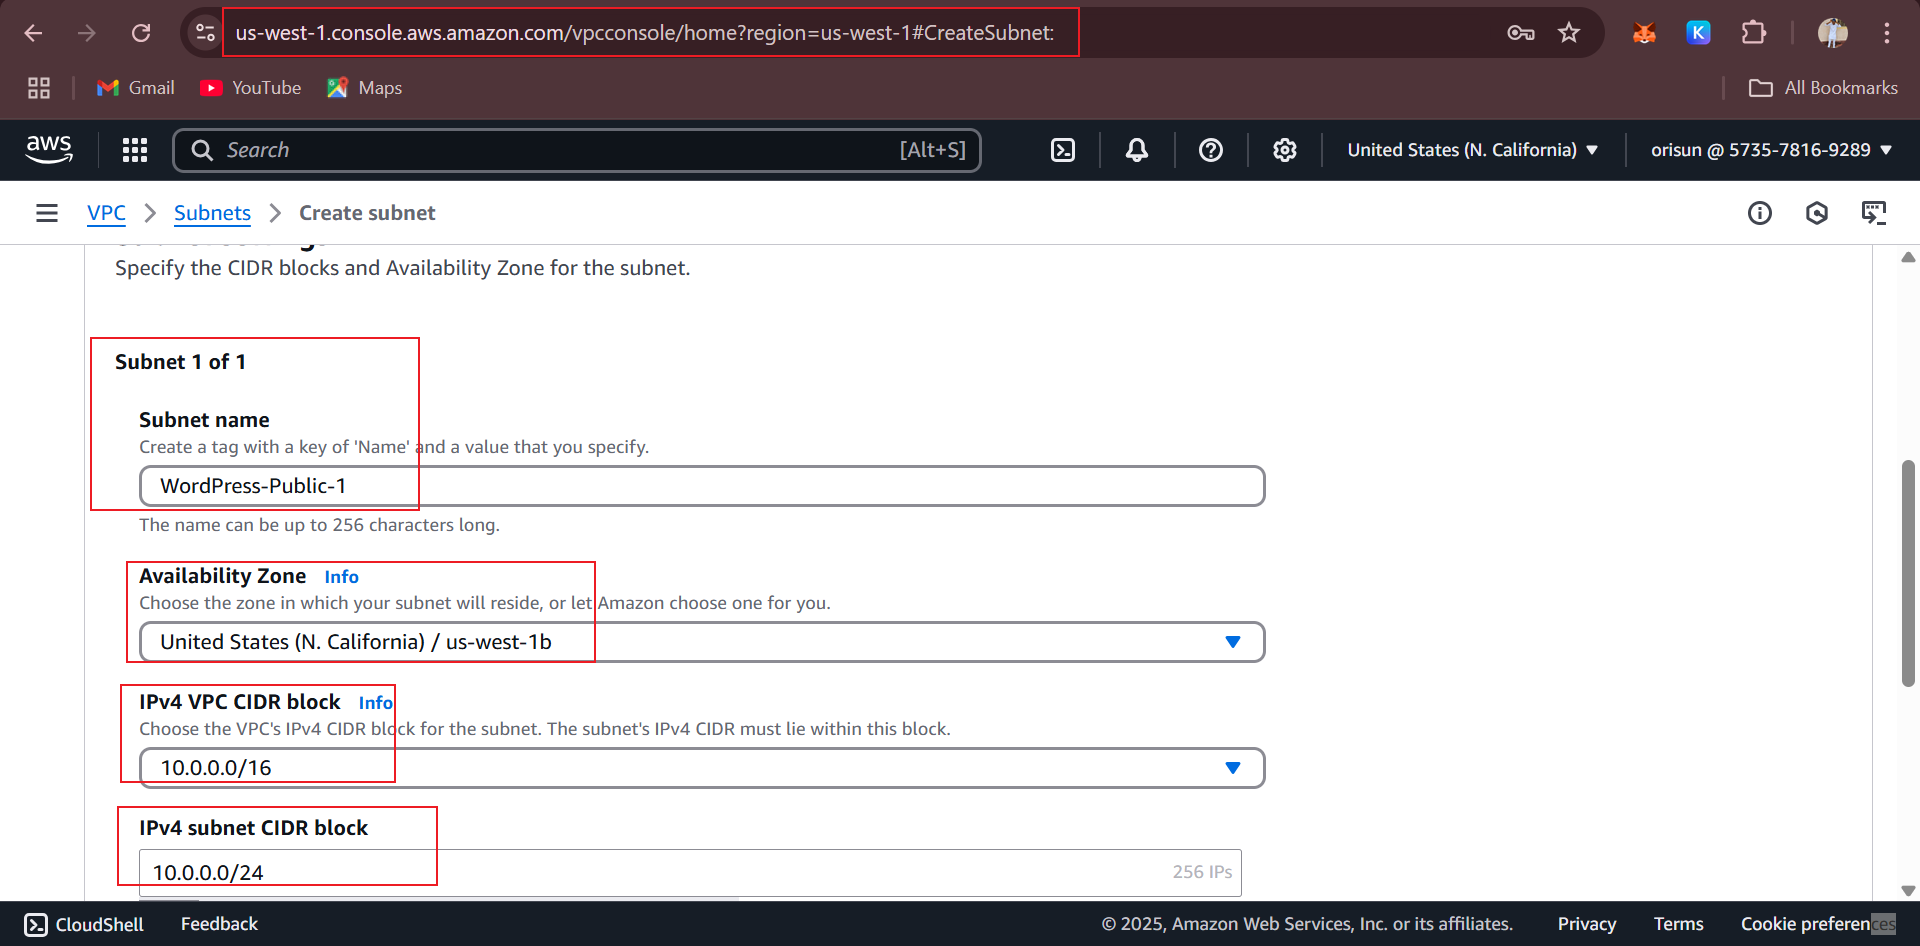 us-west-1.console.aws.amazon.com/vpcconsole/home?region=us-west-1#CreateSubnet:
K
Gmail
YouTube
Maps
All Bookmarks
aws
Search
[Alt+S]
United States (N. California)
orisun @ 5735-7816-9289
VPC
Subnets
Create subnet
Specify the CIDR blocks and Availability Zone for the subnet.
Subnet 1 of 1
Subnet name
Create a tag with a key of 'Name' and a value that you specify.
WordPress-Public-1
The name can be up to 256 characters long.
Availability Zone Info
Choose the zone in which your subnet will reside, or let Amazon choose one for you.
United States (N. California) / us-west-1b
IPv4 VPC CIDR block Info
Choose the VPC's IPv4 CIDR block for the subnet. The subnet's IPv4 CIDR must lie within this block.
10.0.0.0/16
IPv4 subnet CIDR block
10.0.0.0/24
256 IPs
CloudShell
Feedback
© 2025, Amazon Web Services, Inc. or its affiliates.
Privacy
Terms
Cookie preferences